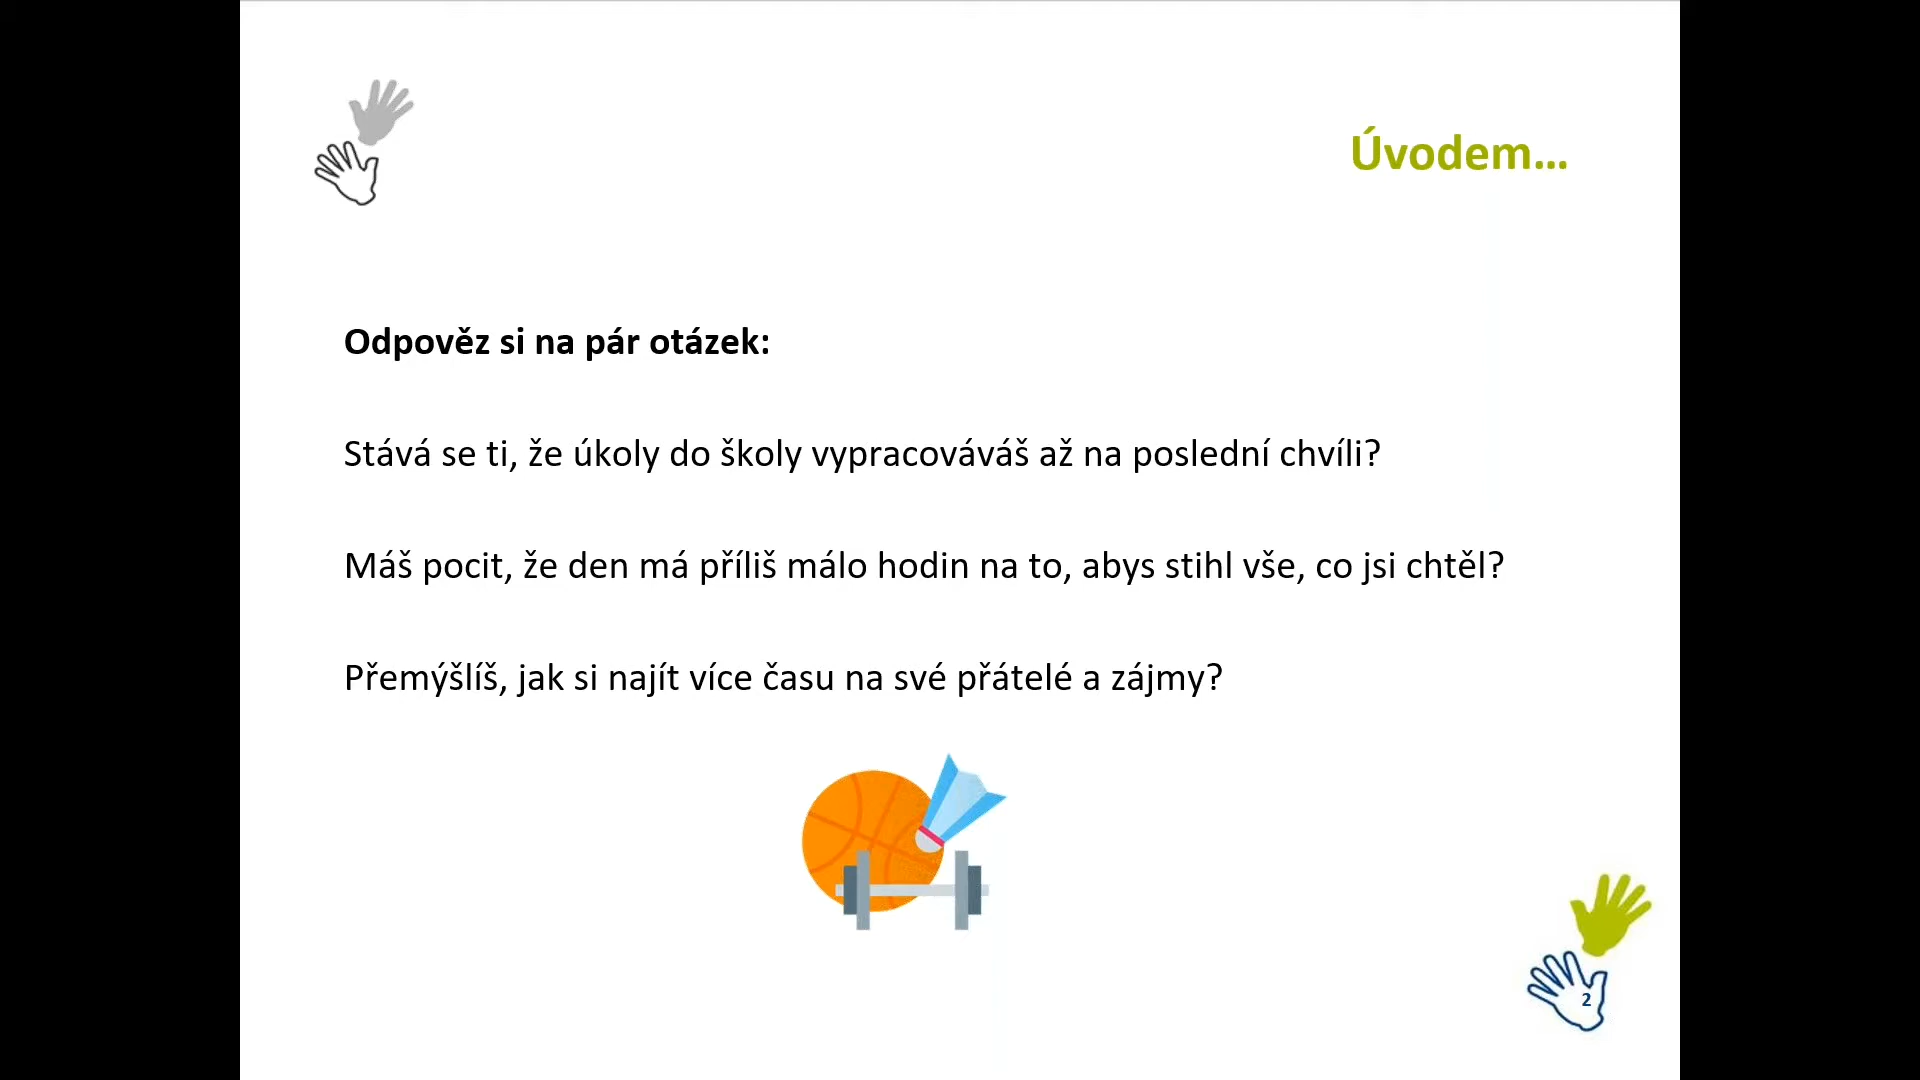 Úvodem...
Odpověz si na pár otázek:
Stává se ti, že úkoly do školy vypracováváš až na poslední chvíli?
Máš pocit, že den má příliš málo hodin na to, abys stihl vše, co jsi chtěl?
Přemýšlíš, jak si najít více času na své přátelé a zájmy?
2